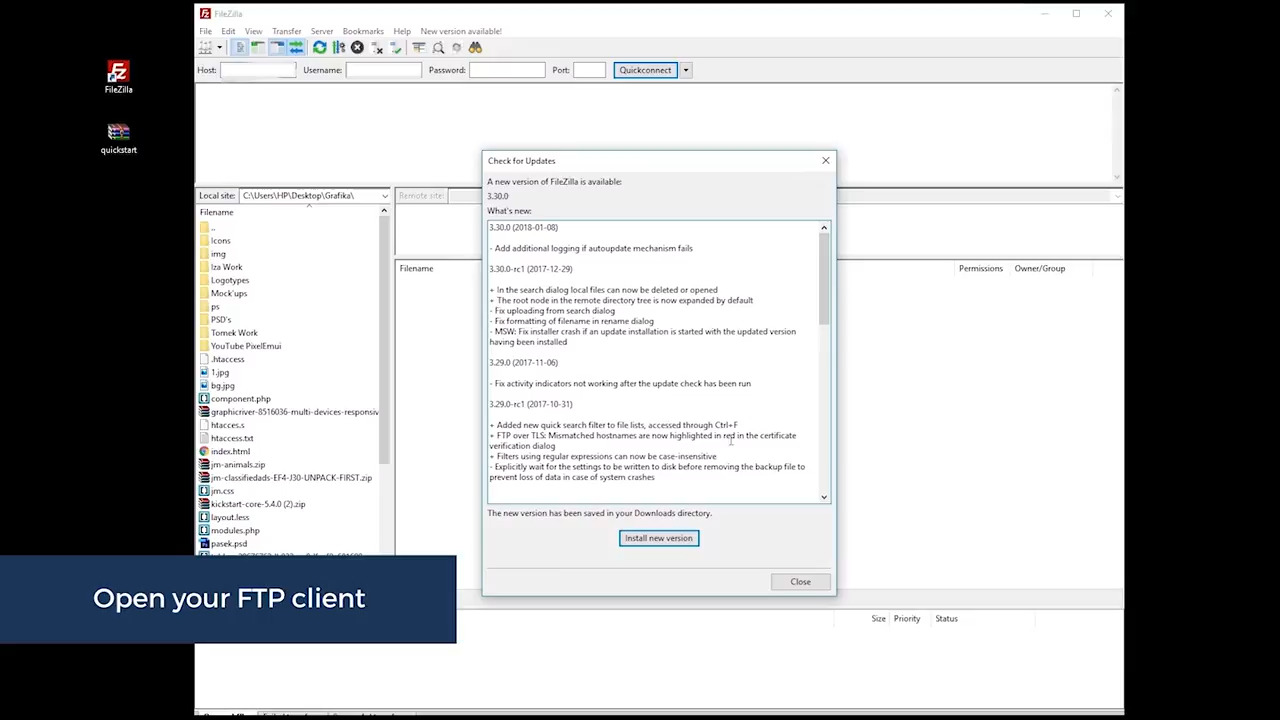 FileZilla
File Edit View Transfer Server Bookmarks Help New version available!
Host: Username: Password: Port: Quickconnect
FileZilla
quickstart
Local site: C:\Users\HP\Desktop\Grafika\
Remote site:
Filename
..
Icons
img
Iza Work
Logotypes
Mock'ups
ps
PSD's
Tomek Work
YouTube PixelEmui
.htaccess
1.jpg
bg.jpg
component.php
graphicriver-8516036-multi-devices-responsiv
htacces.s
htaccess.txt
index.html
jm-animals.zip
jm-classifiedads-EF4-J30-UNPACK-FIRST.zip
jm.css
kickstart-core-5.4.0 (2).zip
layout.less
modules.php
pasek.psd
Filename
Permissions Owner/Group
Check for Updates
A new version of FileZilla is available:
3.30.0
What's new:
3.30.0 (2018-01-08)
- Add additional logging if autoupdate mechanism fails
3.30.0-rc1 (2017-12-29)
+ In the search dialog local files can now be deleted or opened
+ The root node in the remote directory tree is now expanded by default
- Fix uploading from search dialog
- Fix formatting of filename in rename dialog
- MSW: Fix installer crash if an update installation is started with the updated version
having been installed
3.29.0 (2017-11-06)
- Fix activity indicators not working after the update check has been run
3.29.0-rc1 (2017-10-31)
+ Added new quick search filter to file lists, accessed through Ctrl+F
+ FTP over TLS: Mismatched hostnames are now highlighted in red in the certificate
verification dialog
+ Filters using regular expressions can now be case-insensitive
- Explicitly wait for the settings to be written to disk before removing the backup file to
prevent loss of data in case of system crashes
The new version has been saved in your Downloads directory.
Install new version
Close
Open your FTP client
Size Priority Status